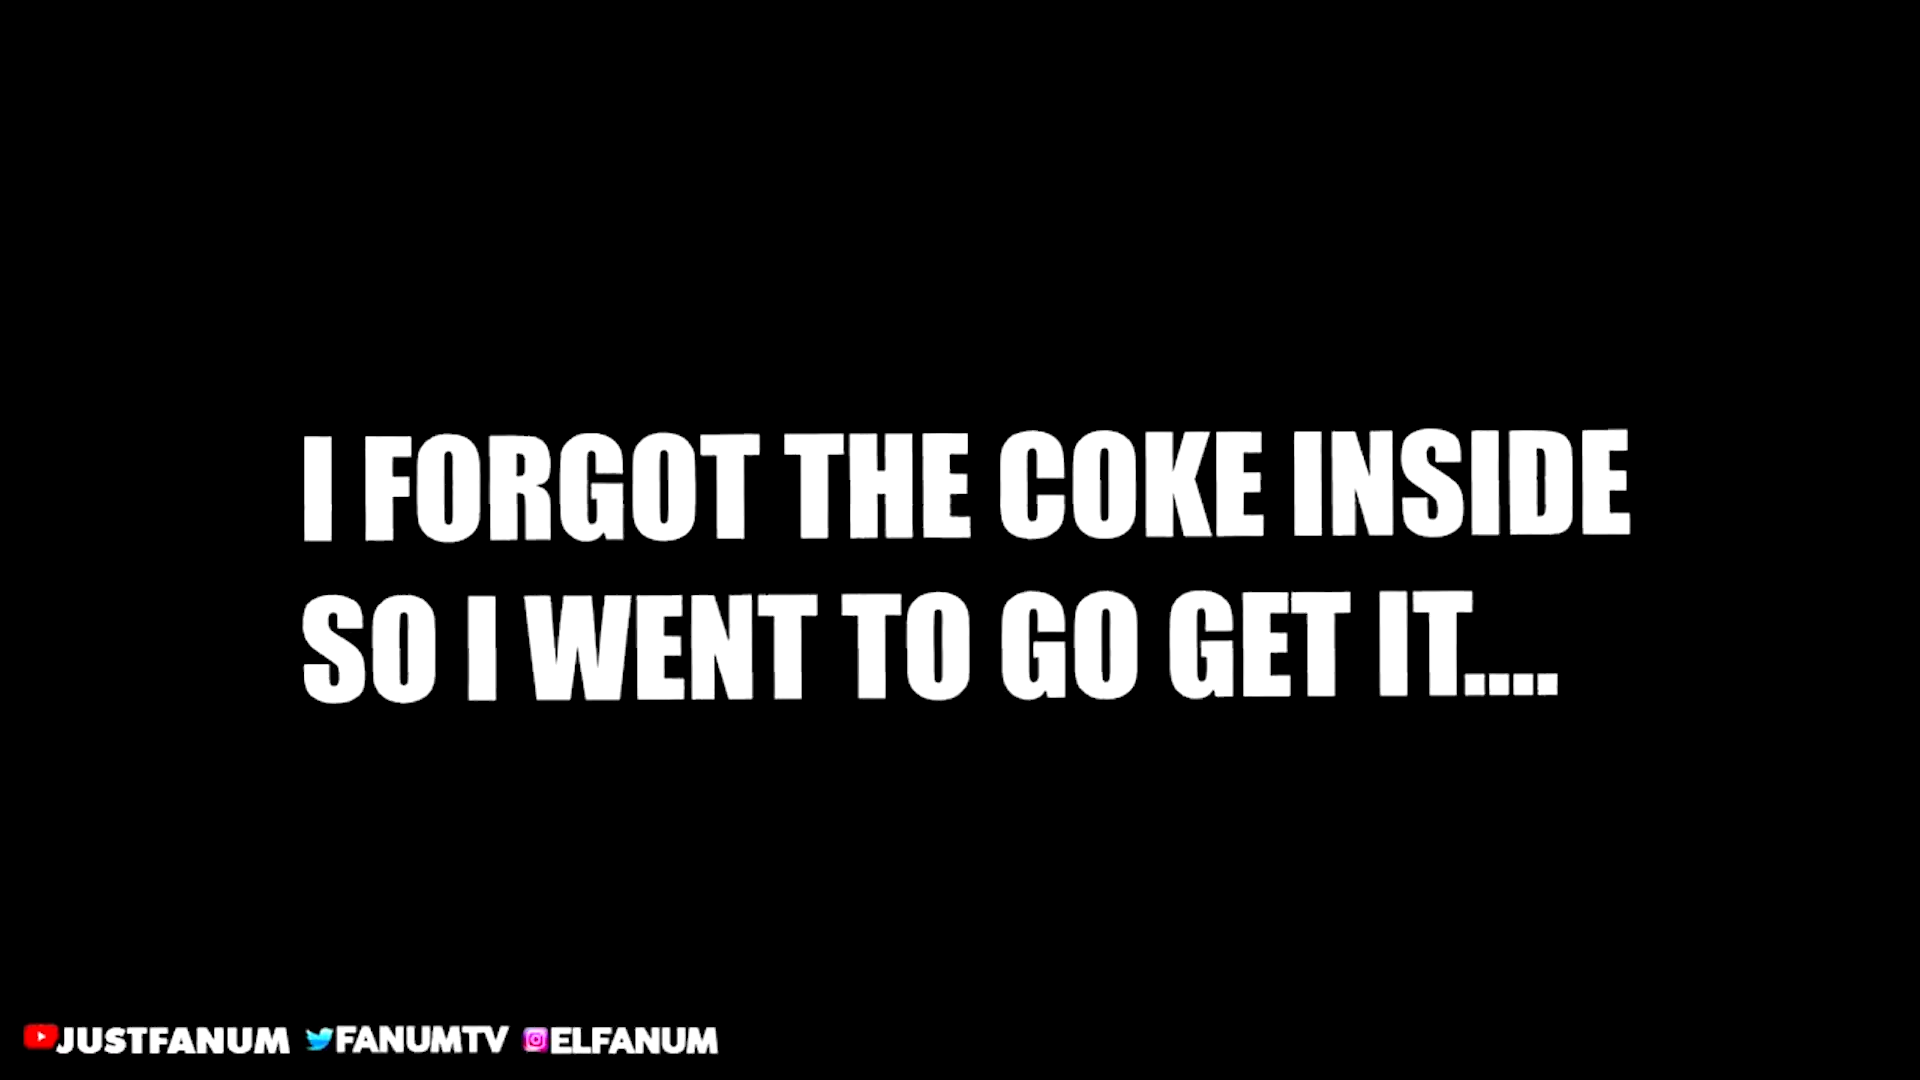 I FORGOT THE COKE INSIDE
SO I WENT TO GO GET IT....
JUSTFANUM FANUMTV ELFANUM